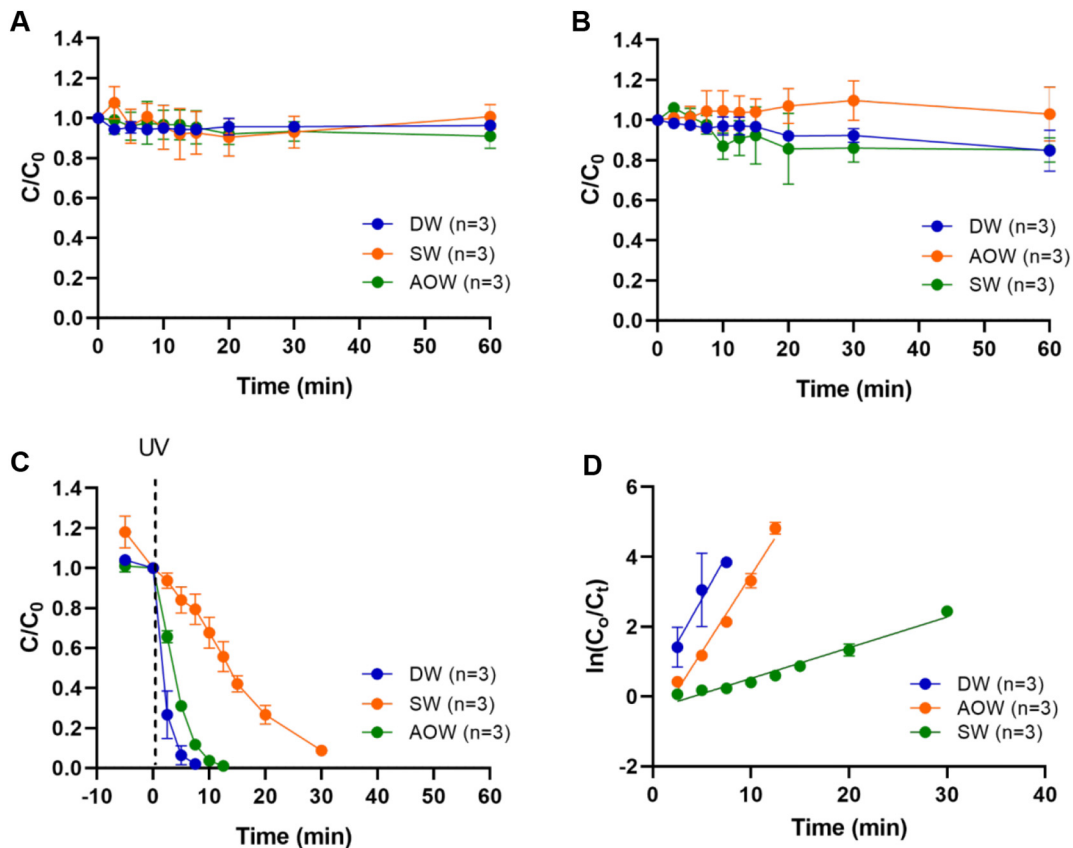 A
1.4
1.2
1.0
0.8
0.6
0.4
0.2
0.0
C/C₀
DW (n=3)
SW (n=3)
AOW (n=3)
0 10 20 30 40 50 60
Time (min)
B
1.4
1.2
1.0
0.8
0.6
0.4
0.2
0.0
C/C₀
DW (n=3)
AOW (n=3)
SW (n=3)
0 10 20 30 40 50 60
Time (min)
C
UV
1.4
1.2
1.0
0.8
0.6
0.4
0.2
0.0
C/C₀
DW (n=3)
SW (n=3)
AOW (n=3)
-10 0 10 20 30 40 50 60
Time (min)
D
6
4
2
0
-2
ln(Cₒ/Cₜ)
DW (n=3)
AOW (n=3)
SW (n=3)
0 10 20 30 40
Time (min)